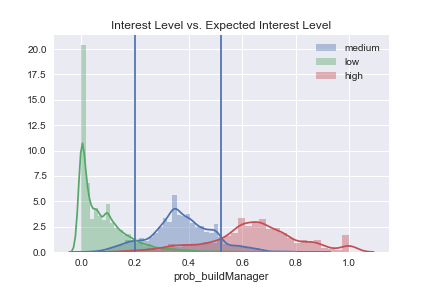 Interest Level vs. Expected Interest Level
20.0
17.5
15.0
12.5
10.0
7.5
5.0
2.5
0.0
medium
low
high
0.0 0.2 0.4 0.6 0.8 1.0
prob_buildManager